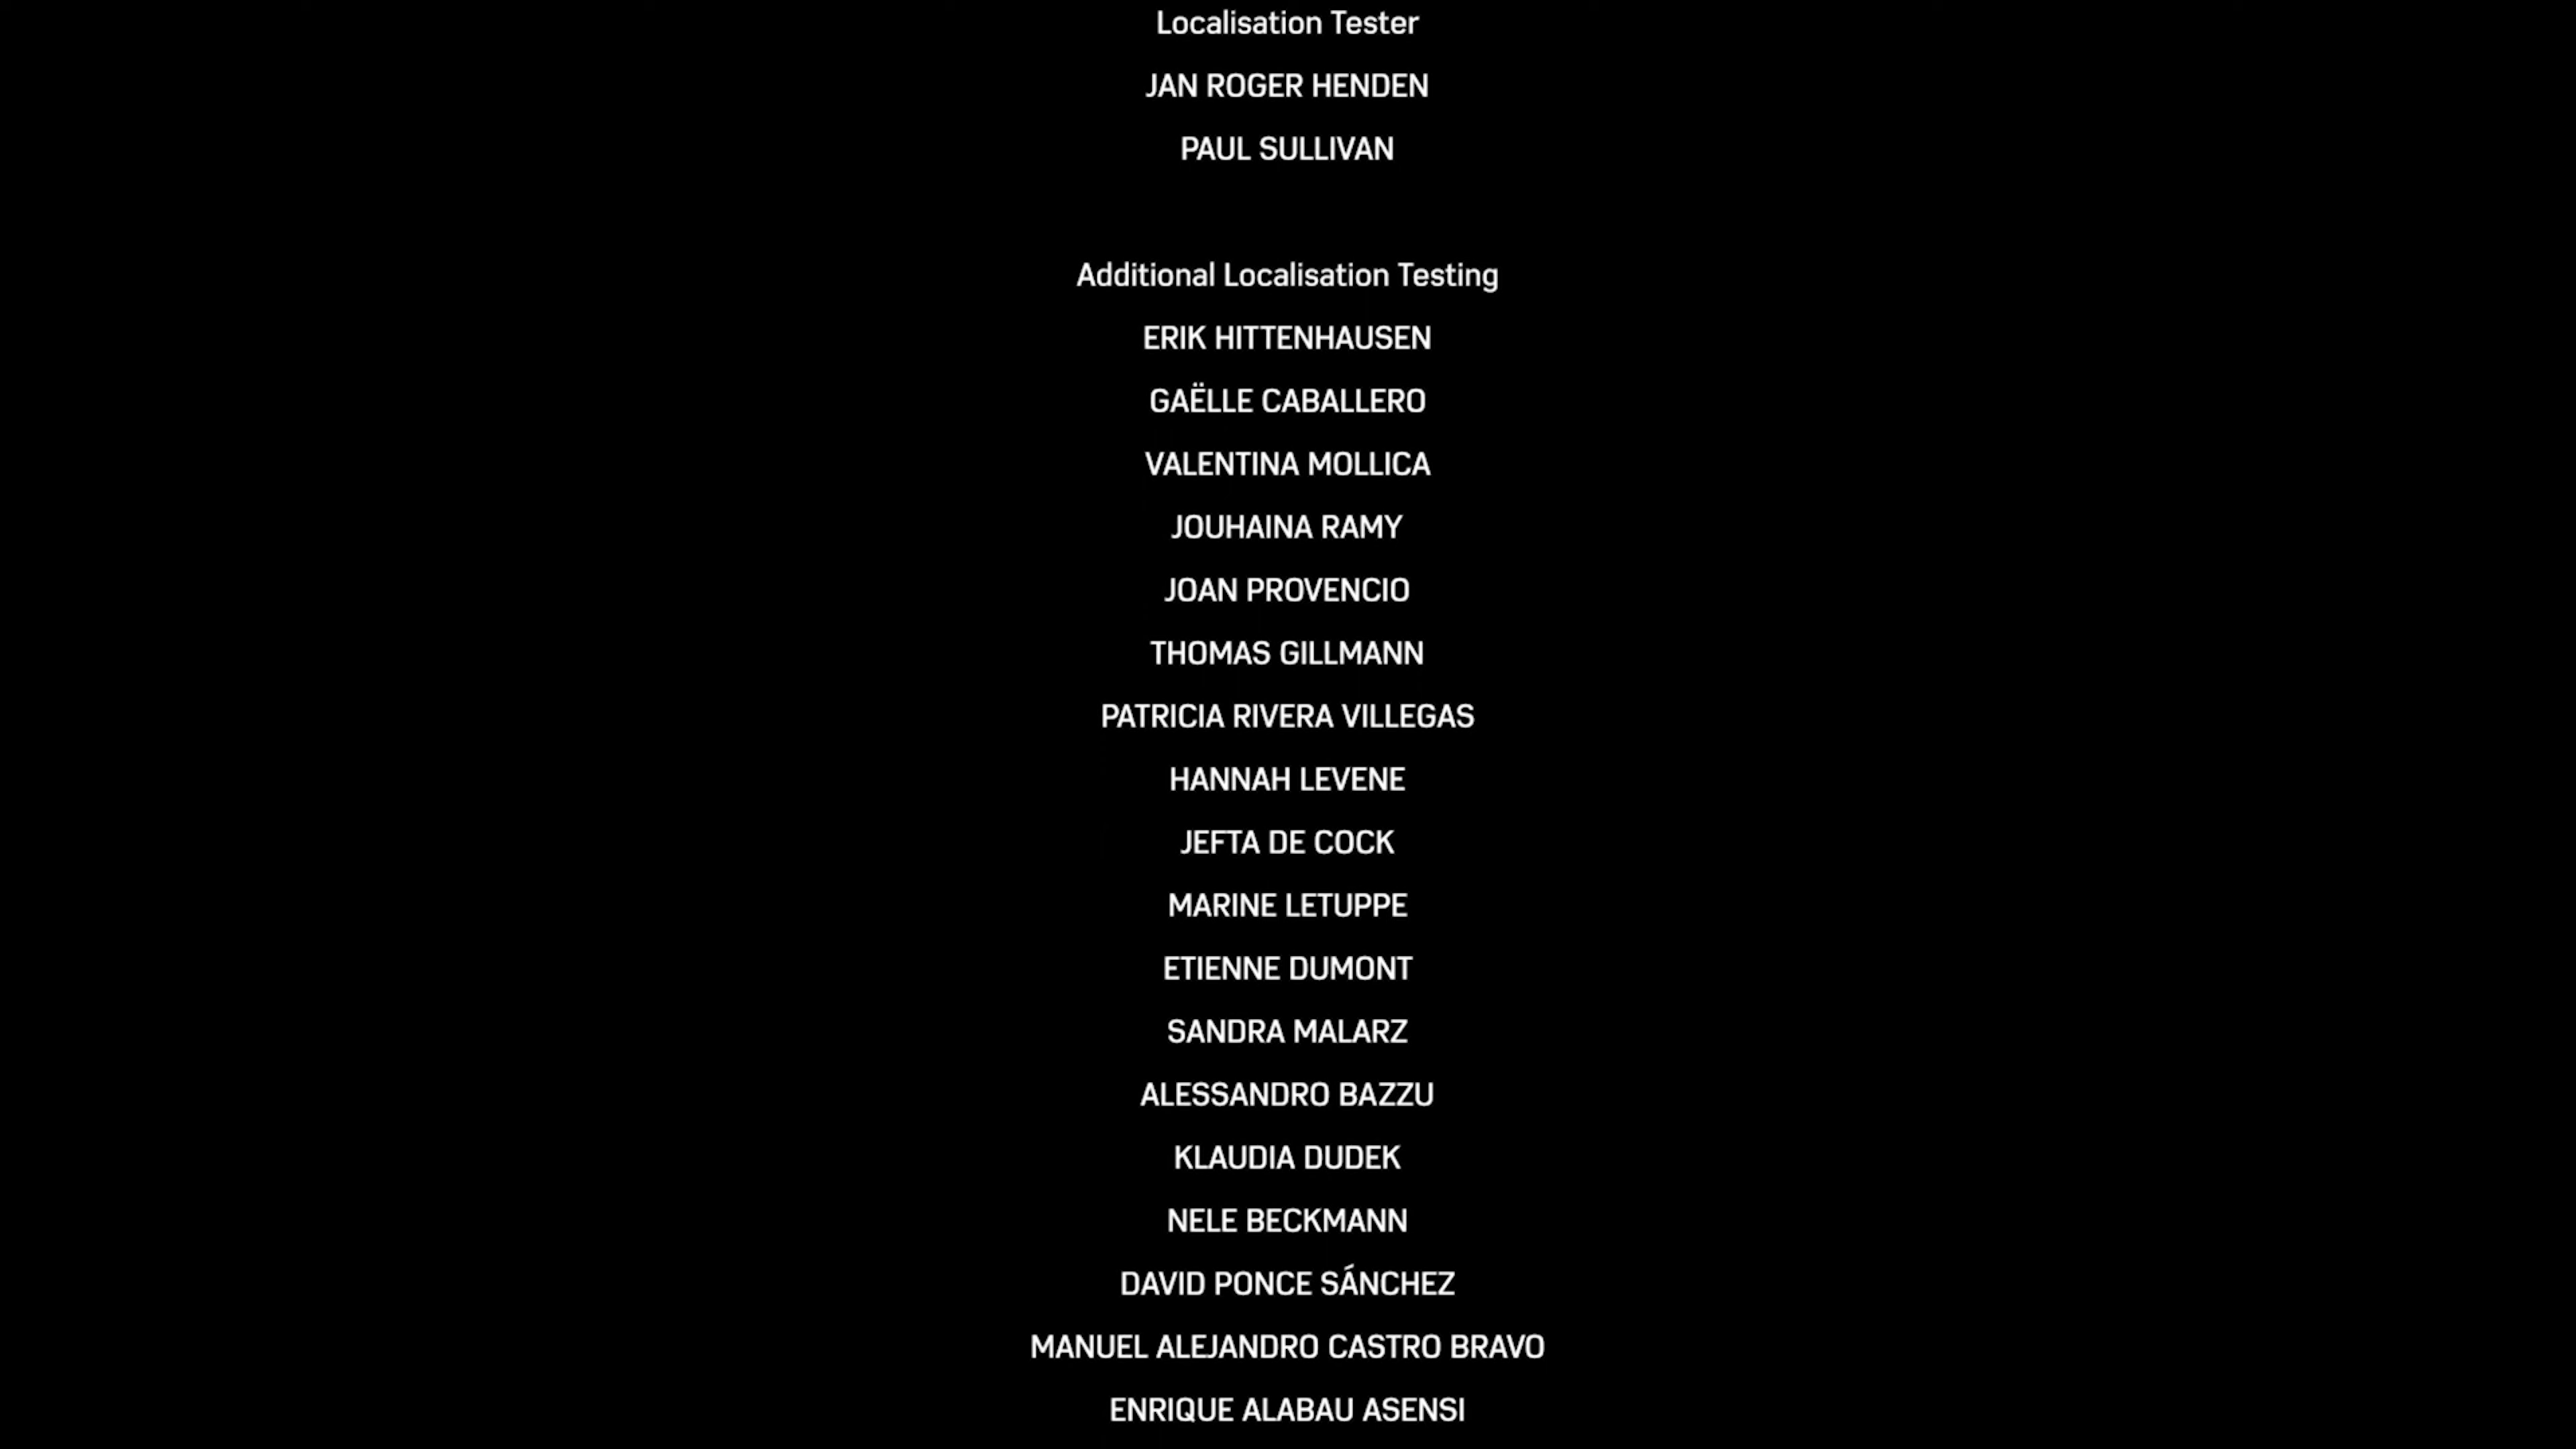 Localisation Tester
JAN ROGER HENDEN
PAUL SULLIVAN
Additional Localisation Testing
ERIK HITTENHAUSEN
GAËLLE CABALLERO
VALENTINA MOLLICA
JOUHAINA RAMY
JOAN PROVENCIO
THOMAS GILLMANN
PATRICIA RIVERA VILLEGAS
HANNAH LEVENE
JEFTA DE COCK
MARINE LETUPPE
ETIENNE DUMONT
SANDRA MALARZ
ALESSANDRO BAZZU
KLAUDIA DUDEK
NELE BECKMANN
DAVID PONCE SÁNCHEZ
MANUEL ALEJANDRO CASTRO BRAVO
ENRIQUE ALABAU ASENSI